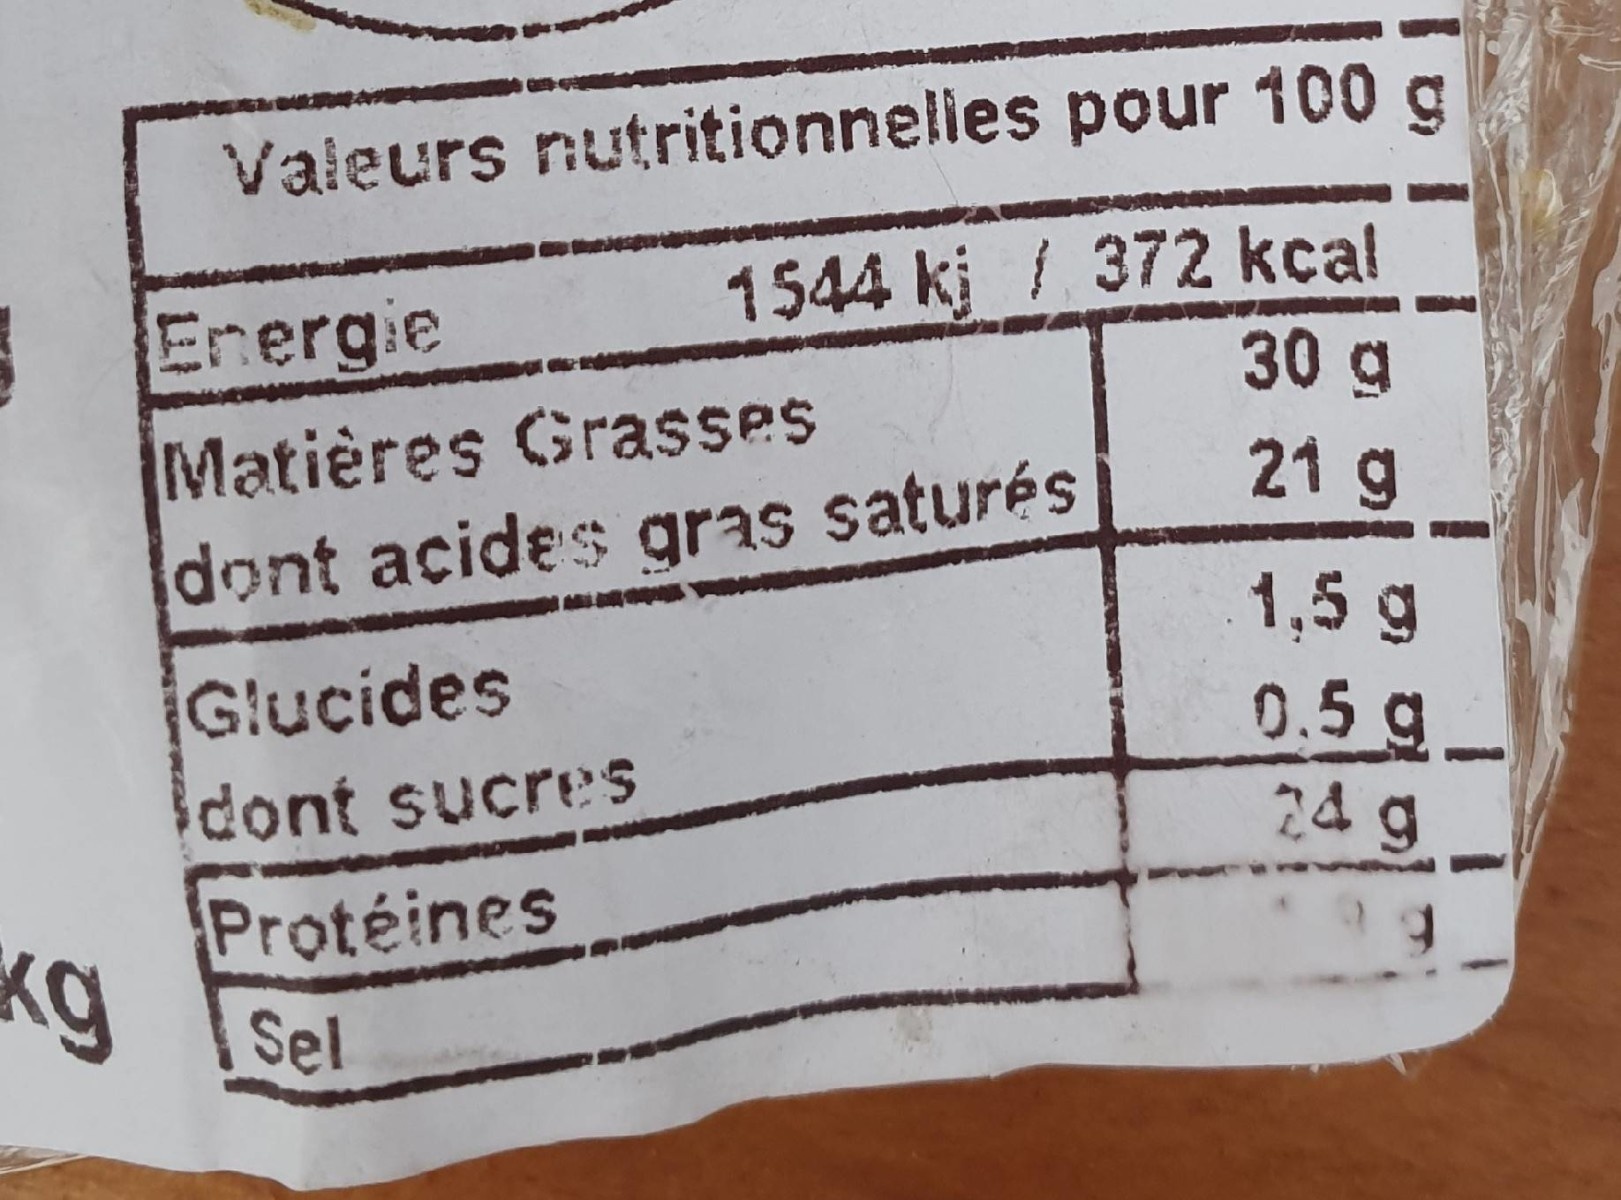 Valeurs nutritionnelles pour 100 g
Energie 1544 kj / 372 kcal
Matières Grasses 30 g
dont acides gras saturés 21 g
Glucides 1,5 g
dont sucres 0.5 g
Protéines 24 g
Sel g
kg